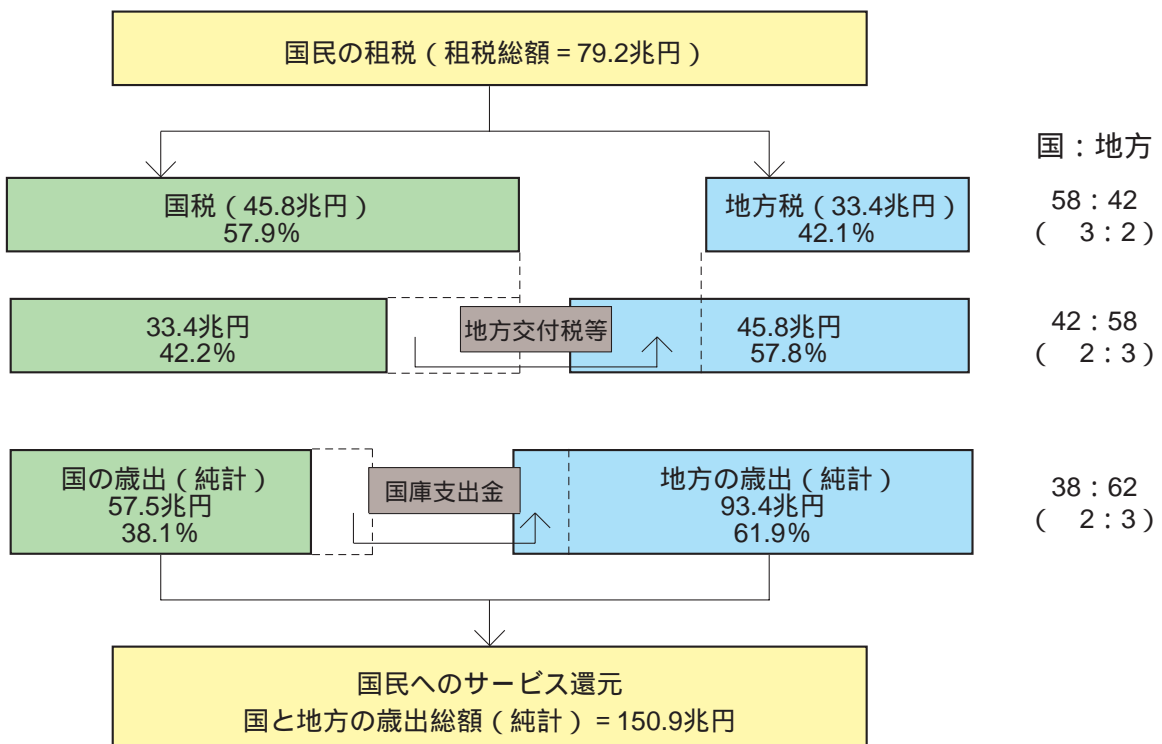 国民の租税（租税総額＝79.2兆円）
国：地方
国税（45.8兆円）
57.9%
地方税（33.4兆円）
42.1%
58：42
（ 3：2）
33.4兆円
42.2%
地方交付税等
45.8兆円
57.8%
42：58
（ 2：3）
国の歳出（純計）
57.5兆円
38.1%
国庫支出金
地方の歳出（純計）
93.4兆円
61.9%
38：62
（ 2：3）
国民へのサービス還元
国と地方の歳出総額（純計）＝150.9兆円